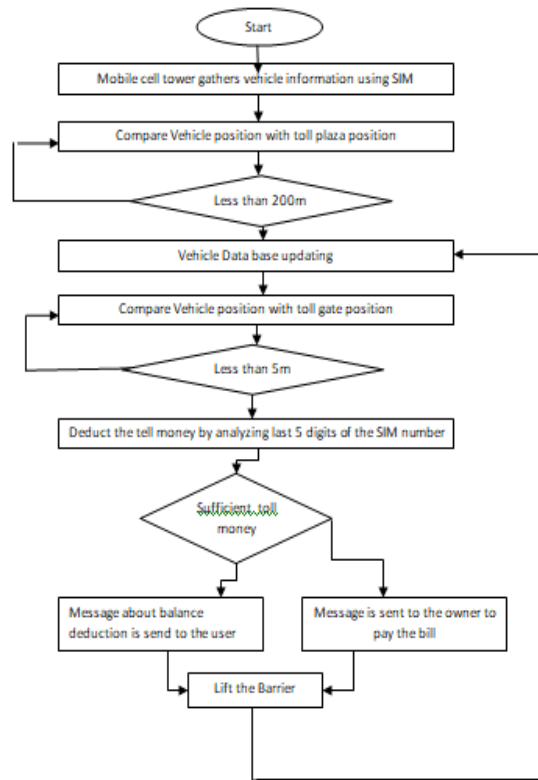 Start
Mobile cell tower gathers vehicle information using SIM
Compare Vehicle position with toll plaza position
Less than 200m
Vehicle Data base updating
Compare Vehicle position with toll gate position
Less than 5m
Deduct the tell money by analyzing last 5 digits of the SIM number
Sufficient toll
money
Message about balance
deduction is send to the user
Message is sent to the owner to
pay the bill
Lift the Barrier